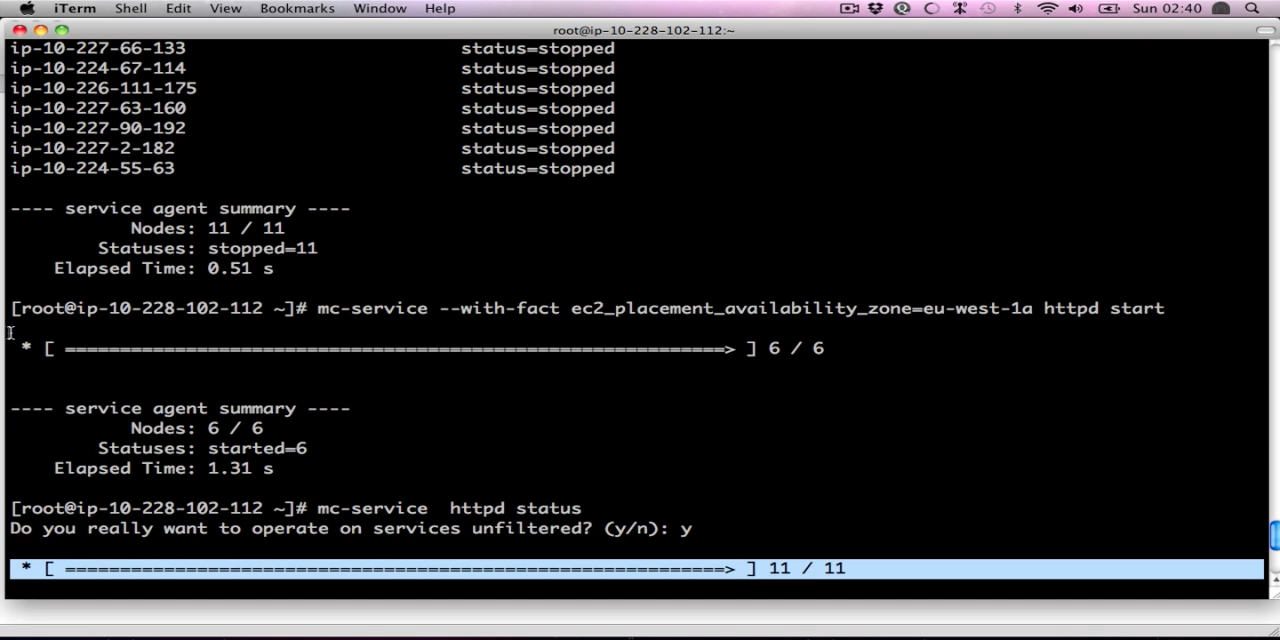 iTerm Shell Edit View Bookmarks Window Help Sun 02:40
root@ip-10-228-102-112:~
ip-10-227-66-133 status=stopped
ip-10-224-67-114 status=stopped
ip-10-226-111-175 status=stopped
ip-10-227-63-160 status=stopped
ip-10-227-90-192 status=stopped
ip-10-227-2-182 status=stopped
ip-10-224-55-63 status=stopped
---- service agent summary ----
Nodes: 11 / 11
Statuses: stopped=11
Elapsed Time: 0.51 s
[root@ip-10-228-102-112 ~]# mc-service --with-fact ec2_placement_availability_zone=eu-west-1a httpd start
* [ ============================================================> ] 6 / 6
---- service agent summary ----
Nodes: 6 / 6
Statuses: started=6
Elapsed Time: 1.31 s
[root@ip-10-228-102-112 ~]# mc-service  httpd status
Do you really want to operate on services unfiltered? (y/n): y
* [ ============================================================> ] 11 / 11